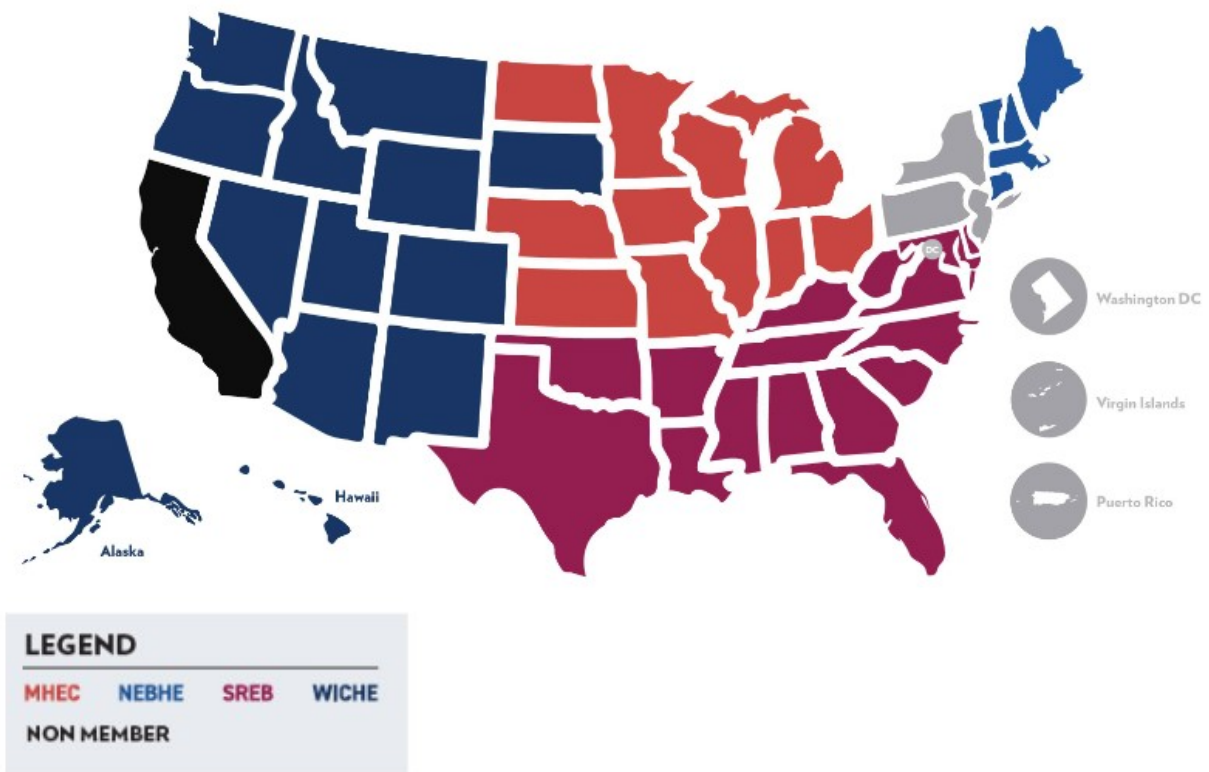 DC
Washington DC
Virgin Islands
Puerto Rico
Hawaii
Alaska
LEGEND
MHEC NEBHE SREB WICHE
NON MEMBER